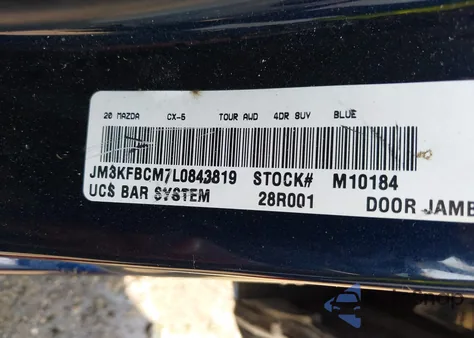 20 MAZDA CX-5 TOUR AWD 4DR SUV BLUE
JM3KFBCM7L0843819 STOCK# M10184
UCS BAR SYSTEM 28R001 DOOR JAMB